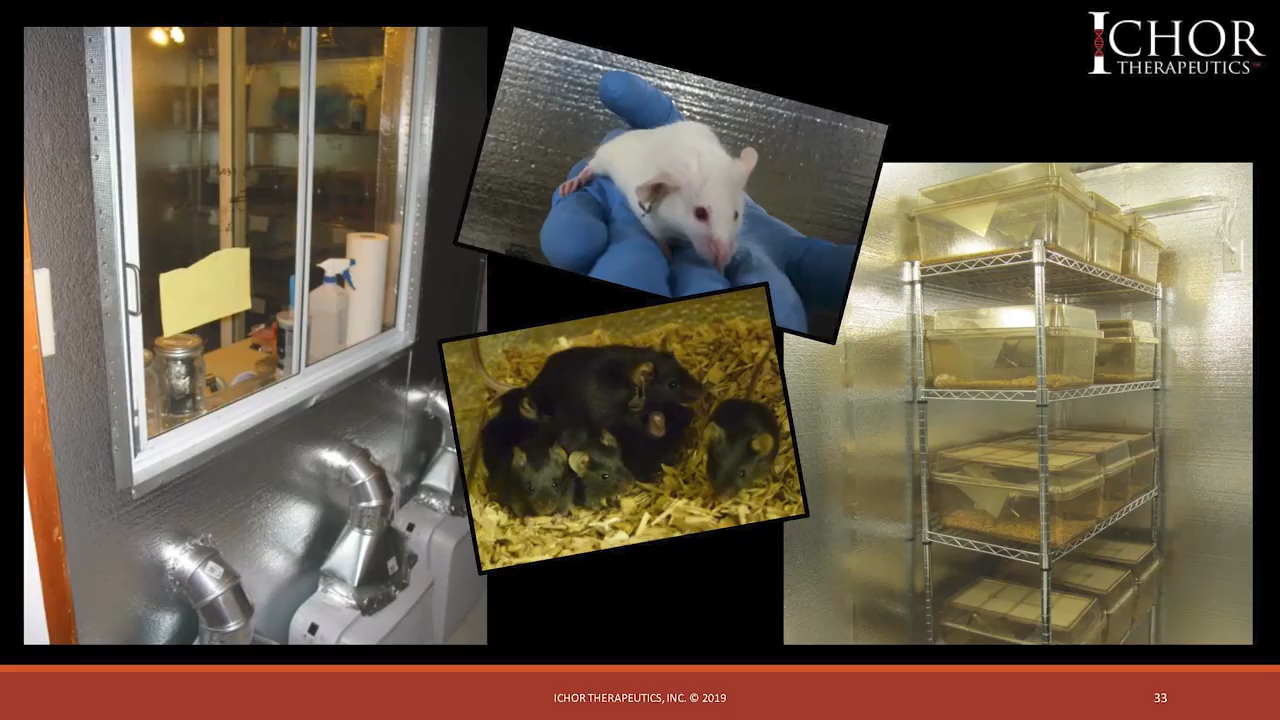 ICHOR
THERAPEUTICS
ICHOR THERAPEUTICS, INC. © 2019
33